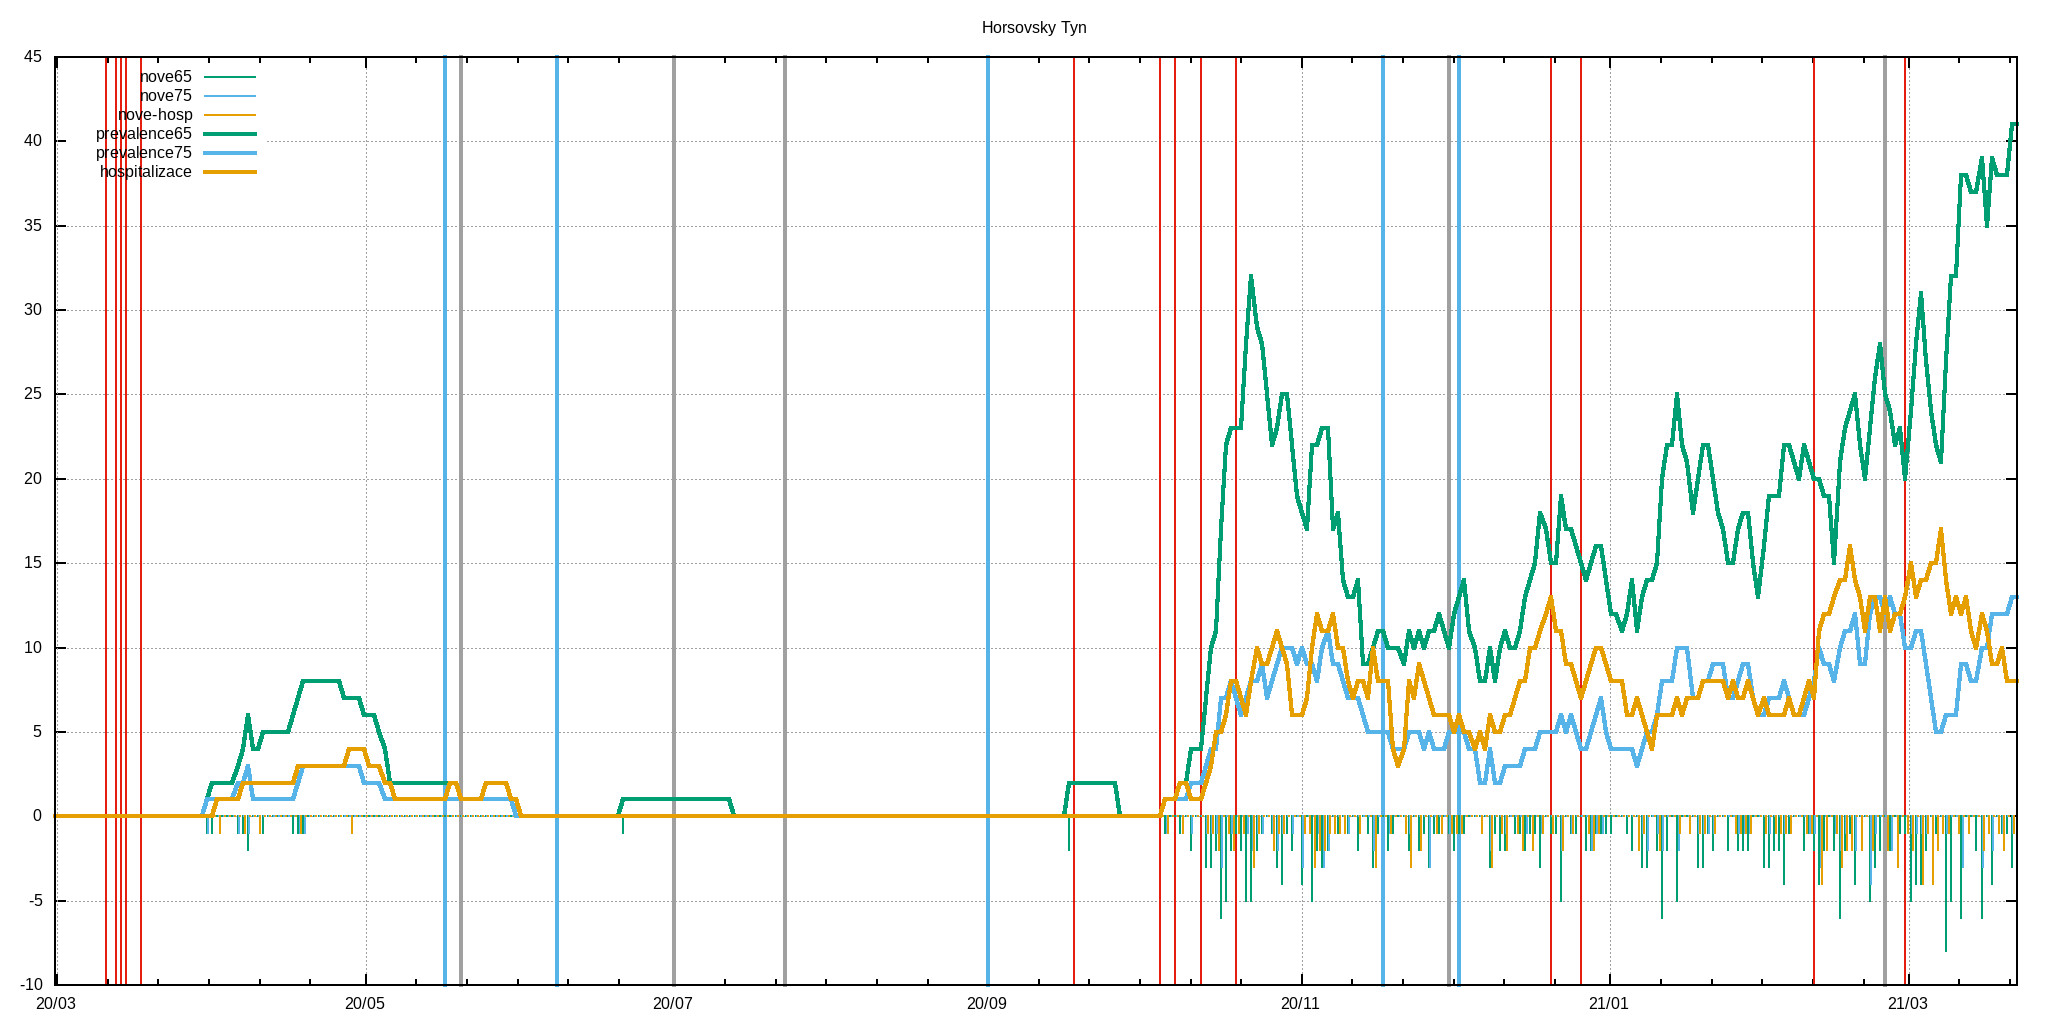 Horsovsky Tyn
45
40
35
30
25
20
15
10
5
0
-5
-10
nove65
nove75
nove-hosp
prevalence65
prevalence75
hospitalizace
20/03 20/05 20/07 20/09 20/11 21/01 21/03